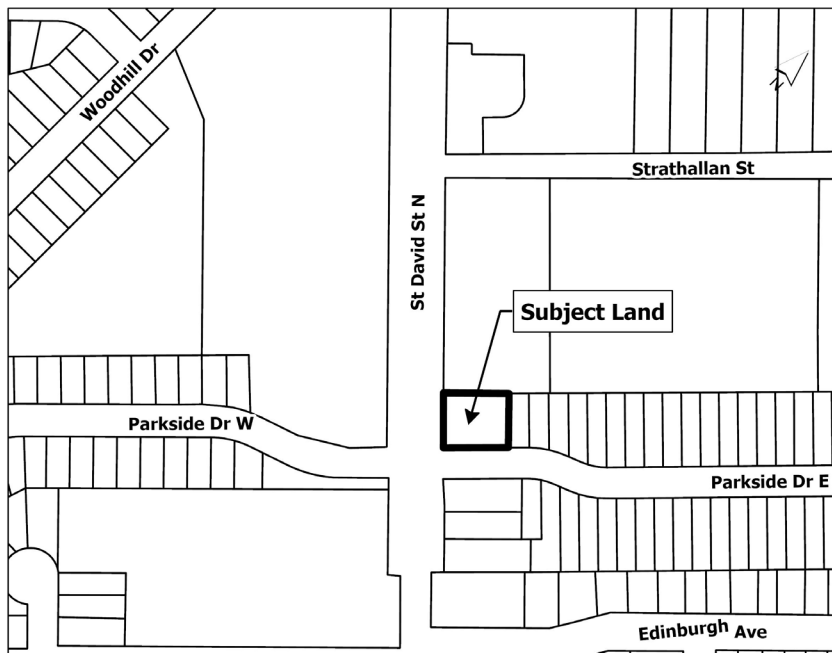 Woodhill Dr
N
Strathallan St
St David St N
Subject Land
Parkside Dr W
Parkside Dr E
Edinburgh Ave